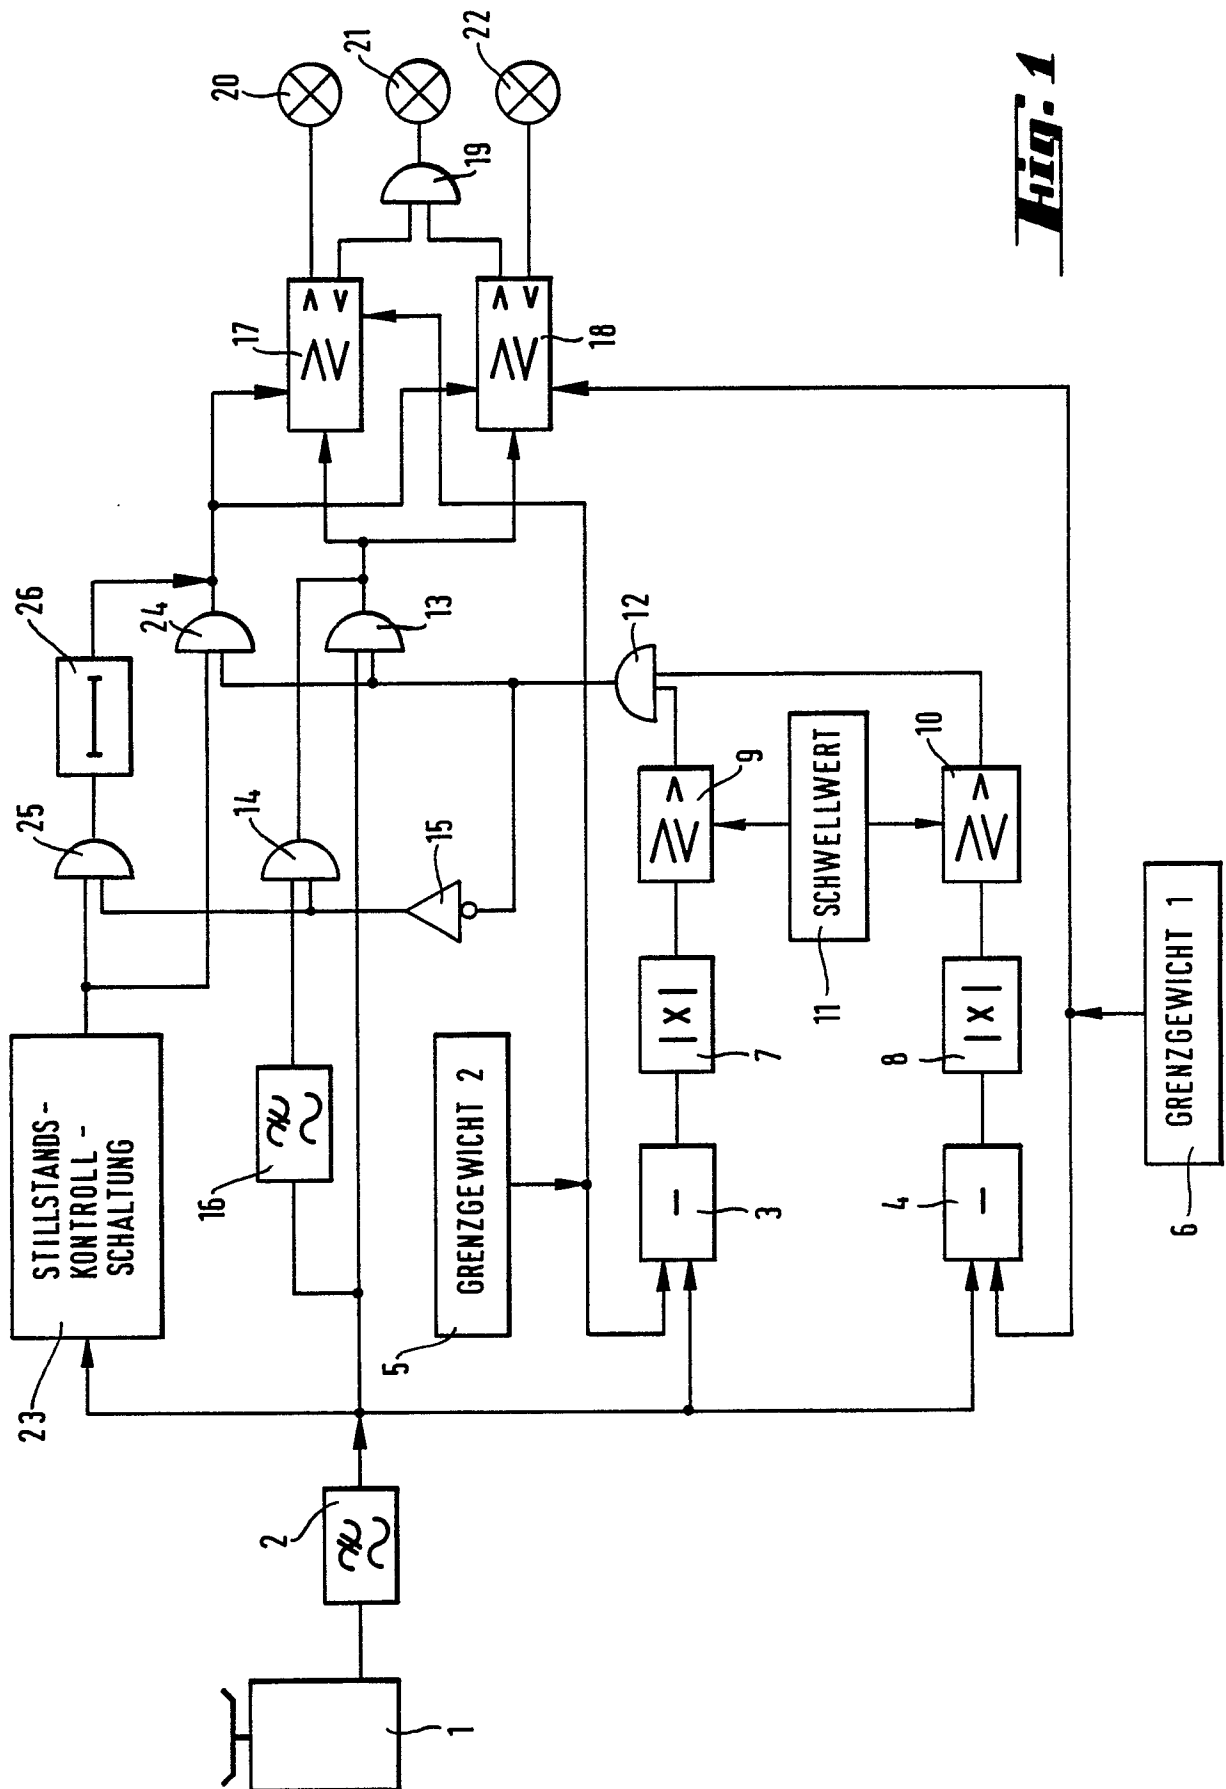 STILLSTANDS-
KONTROLL-
SCHALTUNG
23
26
25
24
20
21
22
19
17
18
16
14
13
15
12
2
1
GRENZGEWICHT 2
5
3
|X|
7
9
SCHWELLWERT
11
4
|X|
8
10
GRENZGEWICHT 1
6
Fig. 1